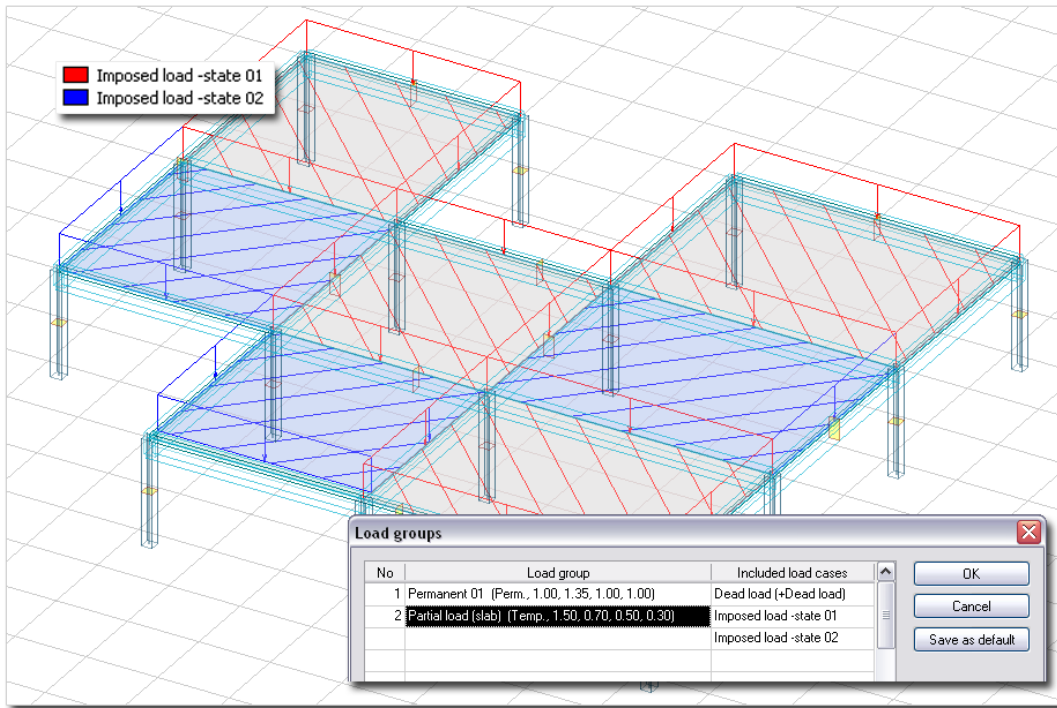 Imposed load -state 01
Imposed load -state 02
Load groups
No Load group Included load cases
1 Permanent 01 (Perm., 1.00, 1.35, 1.00, 1.00) Dead load (+Dead load)
2 Partial load (slab) (Temp., 1.50, 0.70, 0.50, 0.30) Imposed load -state 01
Imposed load -state 02
OK
Cancel
Save as default